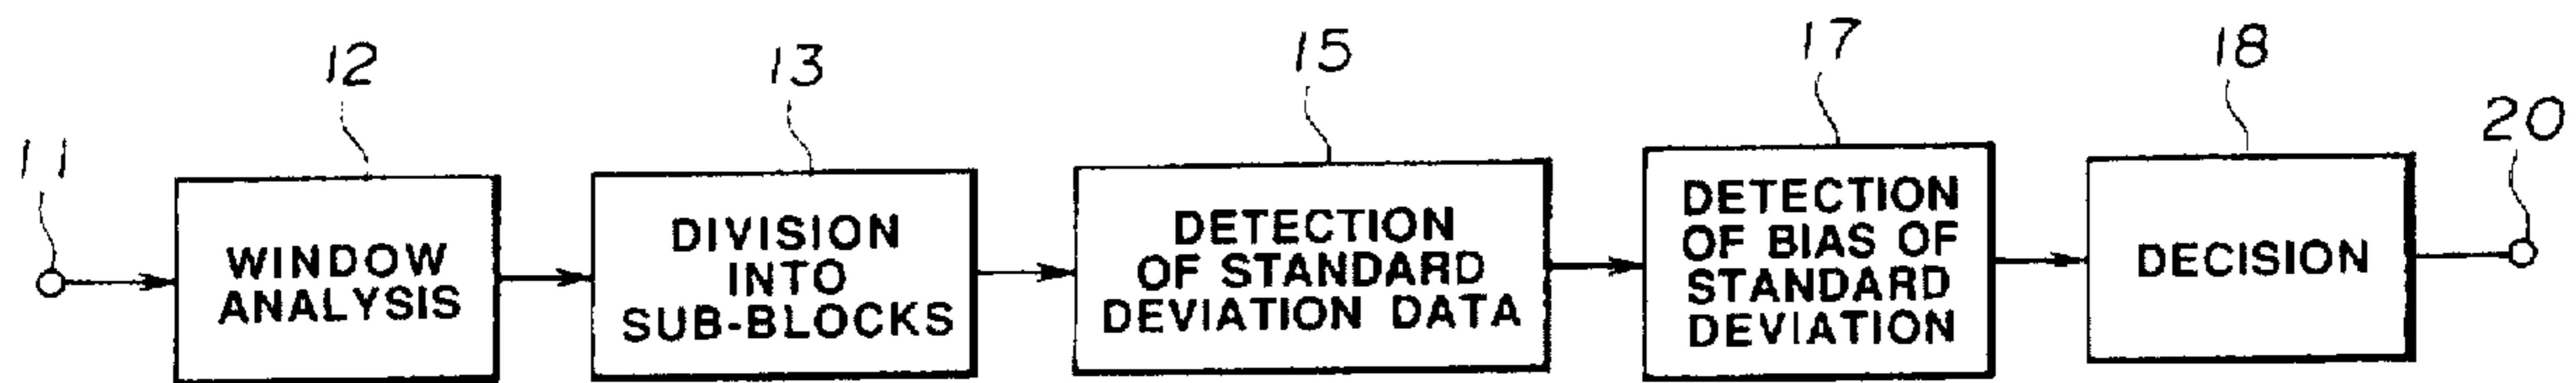 11
12
WINDOW
ANALYSIS
13
DIVISION
INTO
SUB-BLOCKS
15
DETECTION
OF STANDARD
DEVIATION DATA
17
DETECTION
OF BIAS OF
STANDARD
DEVIATION
18
DECISION
20